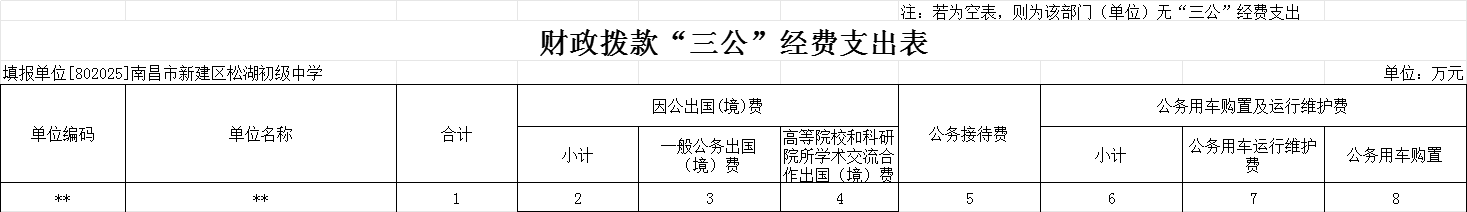 注：若为空表，则为该部门（单位）无“三公”经费支出
财政拨款“三公”经费支出表
填报单位[802025]南昌市新建区松湖初级中学
单位：万元
单位编码
单位名称
合计
因公出国(境)费
公务接待费
公务用车购置及运行维护费
小计
一般公务出国
（境）费
高等院校和科研
院所学术交流合
作出国（境）费
小计
公务用车运行维护
费
公务用车购置
** ** 1 2 3 4 5 6 7 8